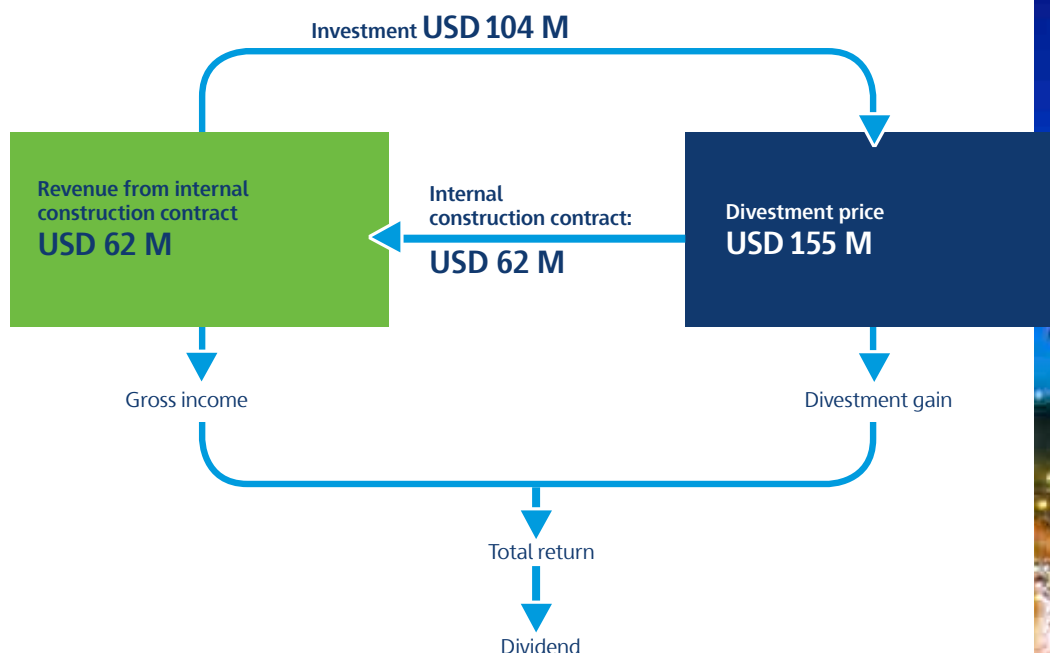 Investment USD 104 M
Revenue from internal
construction contract
USD 62 M
Internal
construction contract:
USD 62 M
Divestment price
USD 155 M
Gross income
Divestment gain
Total return
Dividend